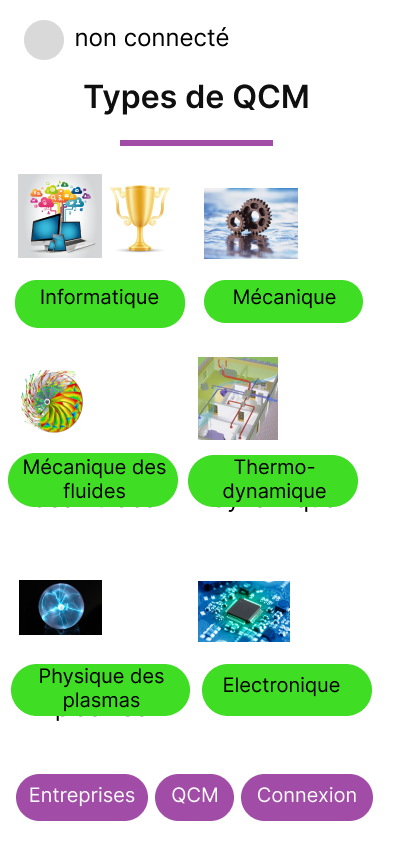 non connecté
Types de QCM
Informatique
Mécanique
Mécanique des
fluides
Thermo-
dynamique
Physique des
plasmas
Electronique
Entreprises
QCM
Connexion